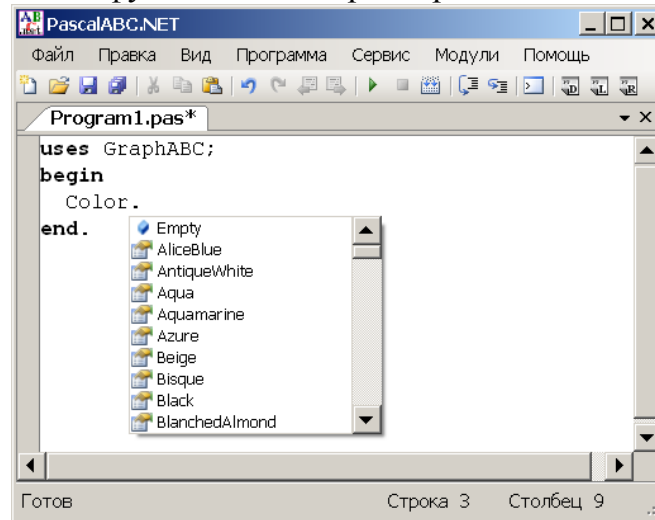 PascalABC.NET
Файл Правка Вид Программа Сервис Модули Помощь
Program1.pas*
uses GraphABC;
begin
Color.
end.
Empty
AliceBlue
AntiqueWhite
Aqua
Aquamarine
Azure
Beige
Bisque
Black
BlanchedAlmond
Готов Строка 3 Столбец 9